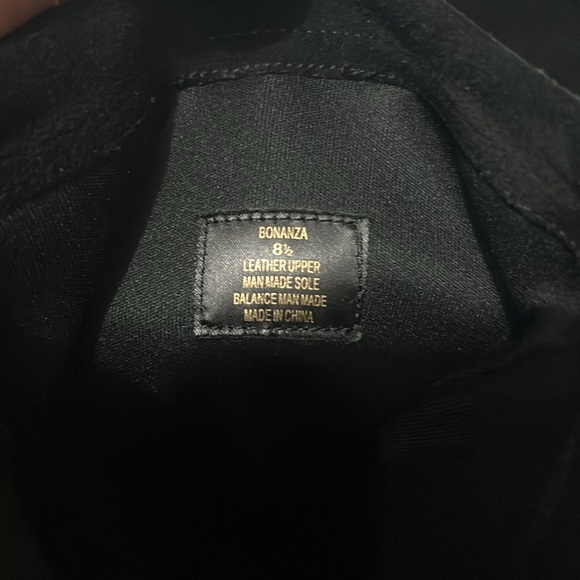 BONANZA
8½
LEATHER UPPER
MAN MADE SOLE
BALANCE MAN MADE
MADE IN CHINA